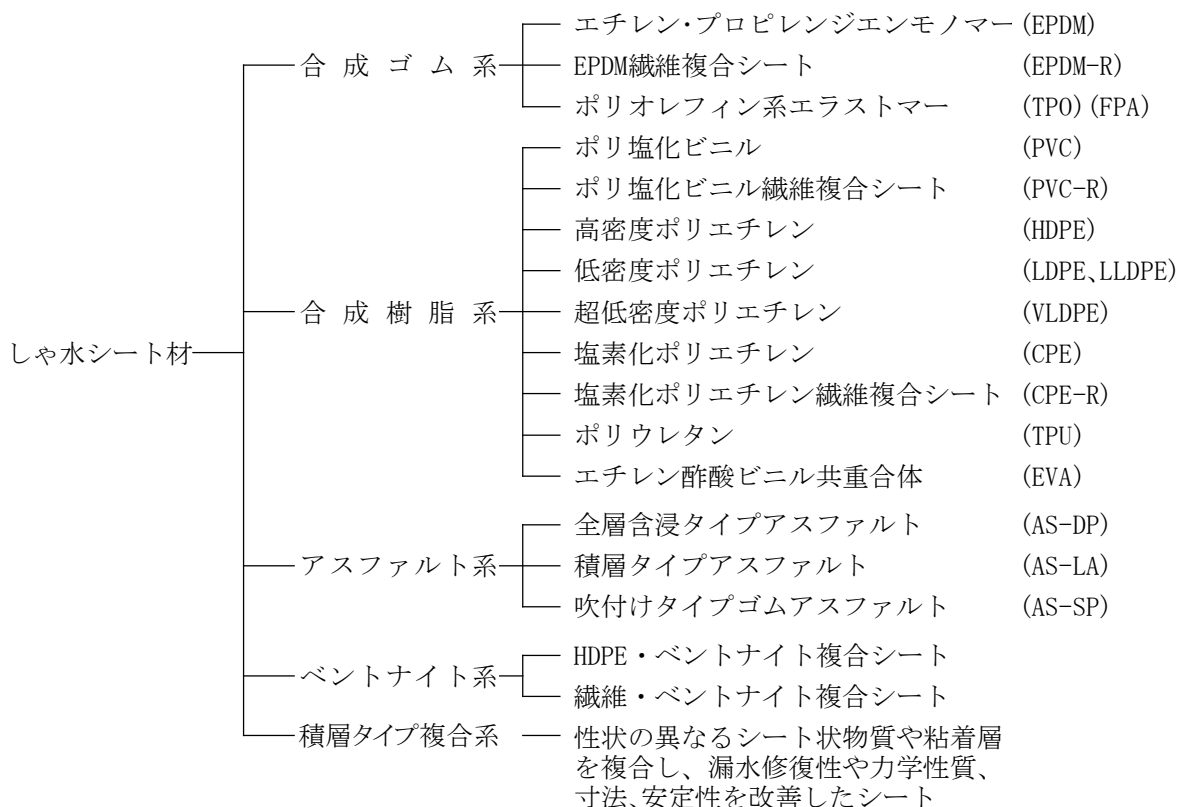 エチレン・プロピレンジエンモノマー (EPDM)
合成ゴム系 EPDM繊維複合シート (EPDM-R)
ポリオレフィン系エラストマー (TPO)(FPA)
ポリ塩化ビニル (PVC)
ポリ塩化ビニル繊維複合シート (PVC-R)
高密度ポリエチレン (HDPE)
低密度ポリエチレン (LDPE、LLDPE)
合成樹脂系 超低密度ポリエチレン (VLDPE)
しゃ水シート材 塩素化ポリエチレン (CPE)
塩素化ポリエチレン繊維複合シート (CPE-R)
ポリウレタン (TPU)
エチレン酢酸ビニル共重合体 (EVA)
全層含浸タイプアスファルト (AS-DP)
アスファルト系 積層タイプアスファルト (AS-LA)
吹付けタイプゴムアスファルト (AS-SP)
HDPE・ベントナイト複合シート
ベントナイト系
繊維・ベントナイト複合シート
積層タイプ複合系 性状の異なるシート状物質や粘着層
を複合し、漏水修復性や力学性質、
寸法、安定性を改善したシート